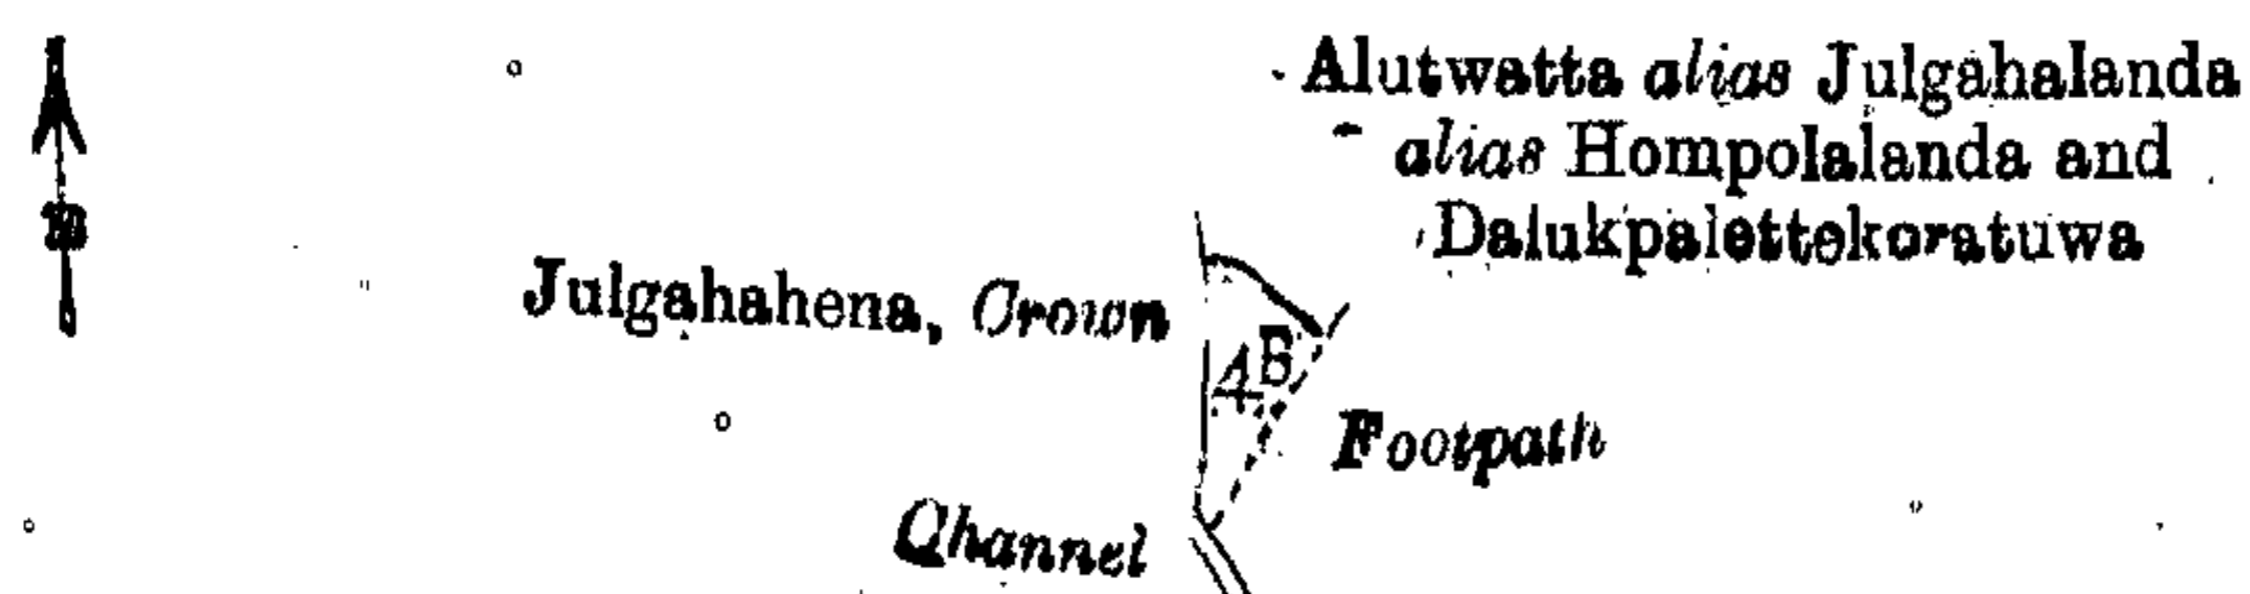 Alutwatta alias Julgahalanda
alias Hompolalanda and
Dalukpalettekoratuwa
Julgahahena, Crown
4B
Footpath
Channel